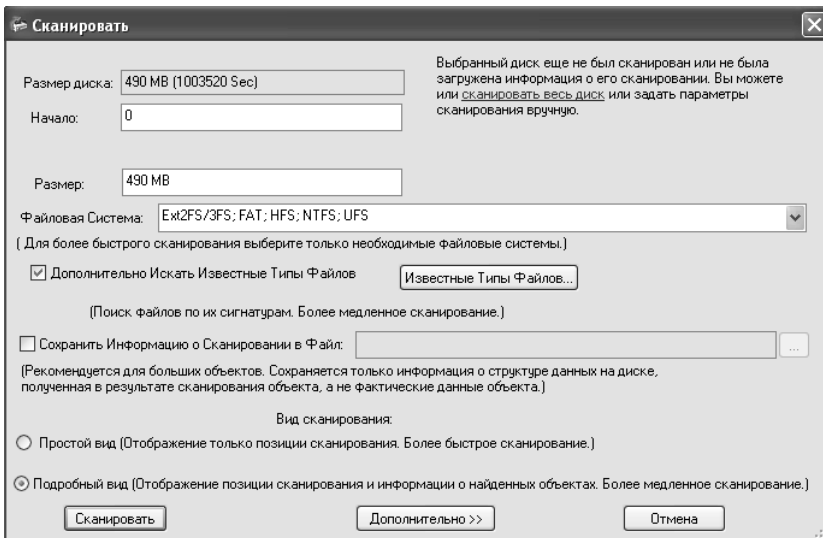 Сканировать
Размер диска: 490 MB (1003520 Sec)
Выбранный диск еще не был сканирован или не была
загружена информация о его сканировании. Вы можете
или сканировать весь диск или задать параметры
сканирования вручную.
Начало: 0
Размер: 490 MB
Файловая Система: Ext2FS/3FS; FAT; HFS; NTFS; UFS
( Для более быстрого сканирования выберите только необходимые файловые системы.)
Дополнительно Искать Известные Типы Файлов
Известные Типы Файлов...
(Поиск файлов по их сигнатурам. Более медленное сканирование.)
Сохранить Информацию о Сканировании в Файл:
...
(Рекомендуется для больших объектов. Сохраняется только информация о структуре данных на диске,
полученная в результате сканирования объекта, а не фактические данные объекта.)
Вид сканирования:
Простой вид (Отображение только позиции сканирования. Более быстрое сканирование.)
Подробный вид (Отображение позиции сканирования и информации о найденных объектах. Более медленное сканирование.)
Сканировать
Дополнительно >>
Отмена